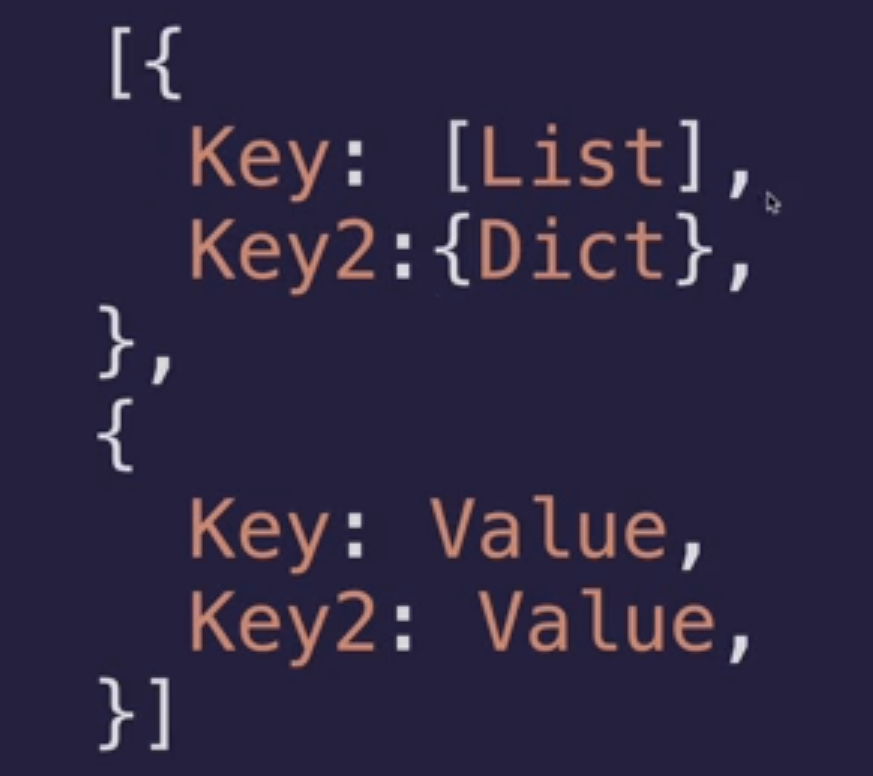 [{
Key: [List],
Key2:{Dict},
},
{
Key: Value,
Key2: Value,
}]